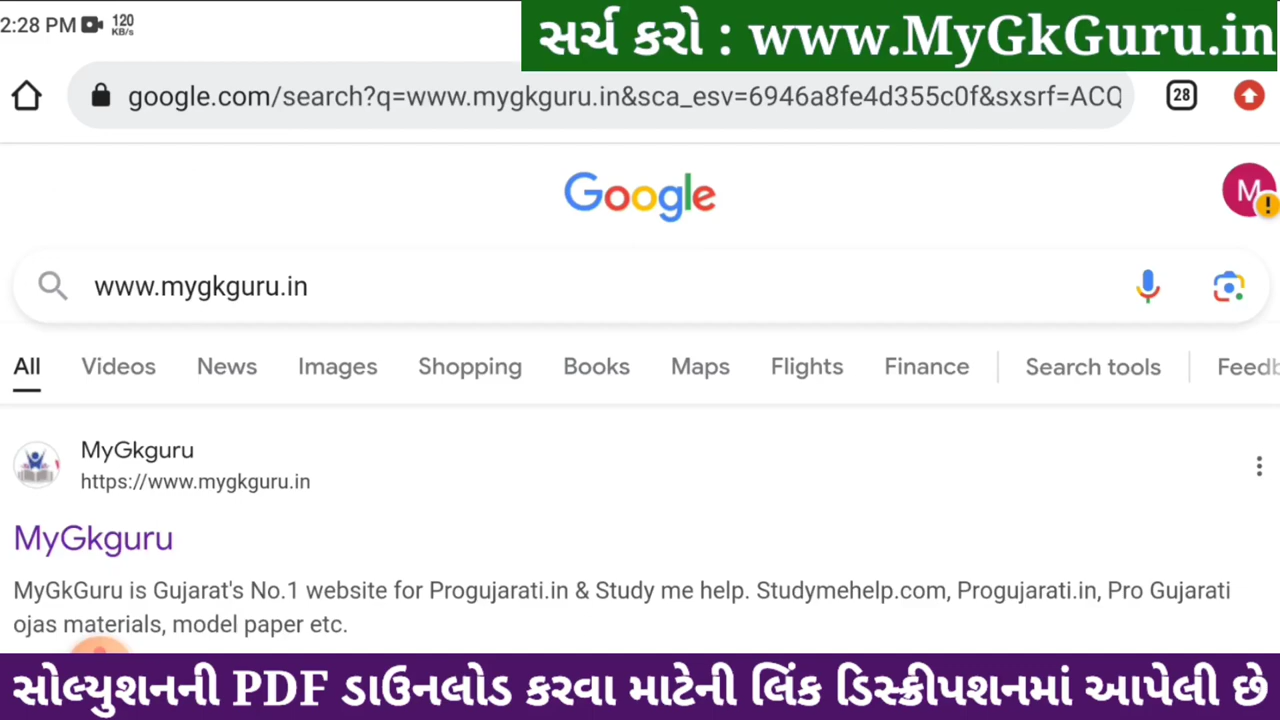 2:28 PM 120 KB/s
સર્ચ કરો : www.MyGkGuru.in
google.com/search?q=www.mygkguru.in&sca_esv=6946a8fe4d355c0f&sxsrf=ACQ
28
Google
M
www.mygkguru.in
All Videos News Images Shopping Books Maps Flights Finance Search tools Feedb
MyGkguru
https://www.mygkguru.in
MyGkguru
MyGkGuru is Gujarat's No.1 website for Progujarati.in & Study me help. Studymehelp.com, Progujarati.in, Pro Gujarati
ojas materials, model paper etc.
સોલ્યુશનની PDF ડાઉનલોડ કરવા માટેની લિંક ડિસ્ક્રીપશનમાં આપેલી છે